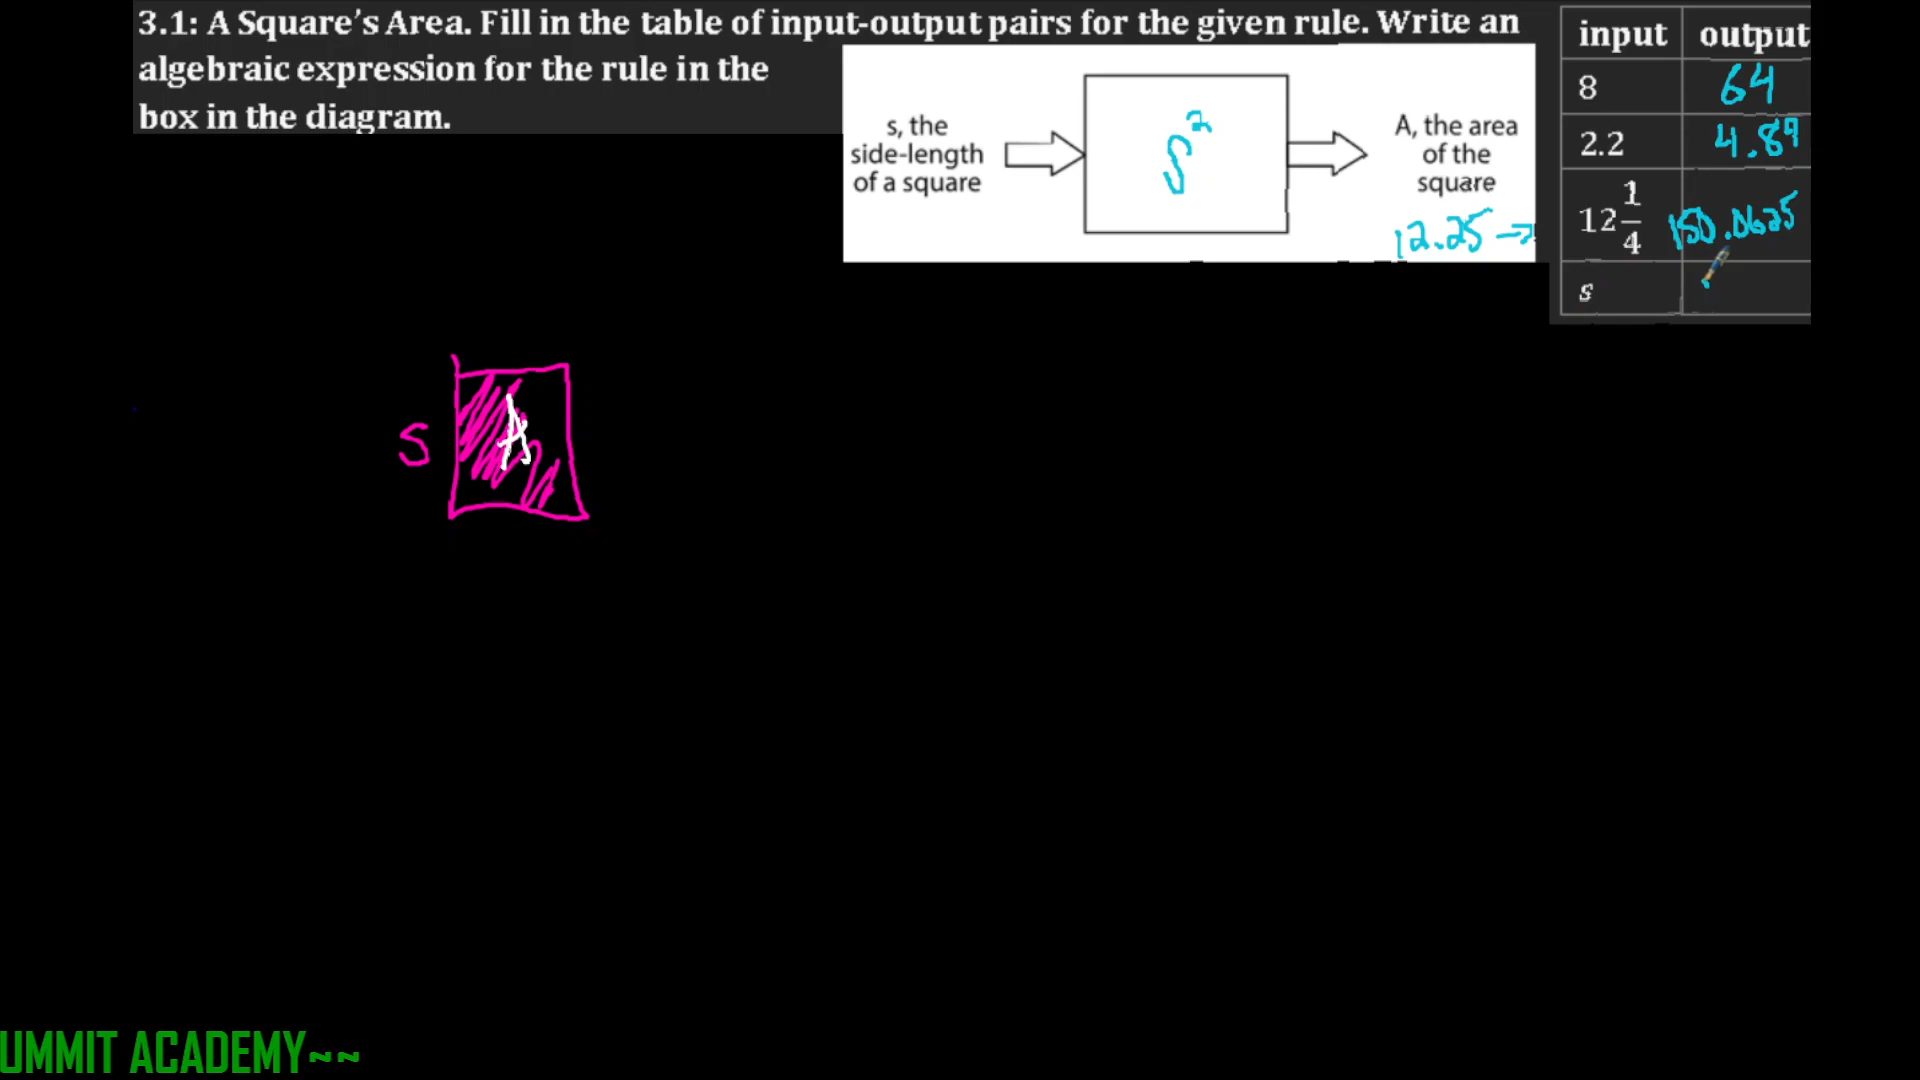 3.1: A Square’s Area. Fill in the table of input-output pairs for the given rule. Write an
algebraic expression for the rule in the
box in the diagram.
s, the
side-length
of a square
s²
A, the area
of the
square
12.25 →
input output
8 64
2.2 4.84
12 1/4 150.0625
s
S
A
UMMIT ACADEMY~~